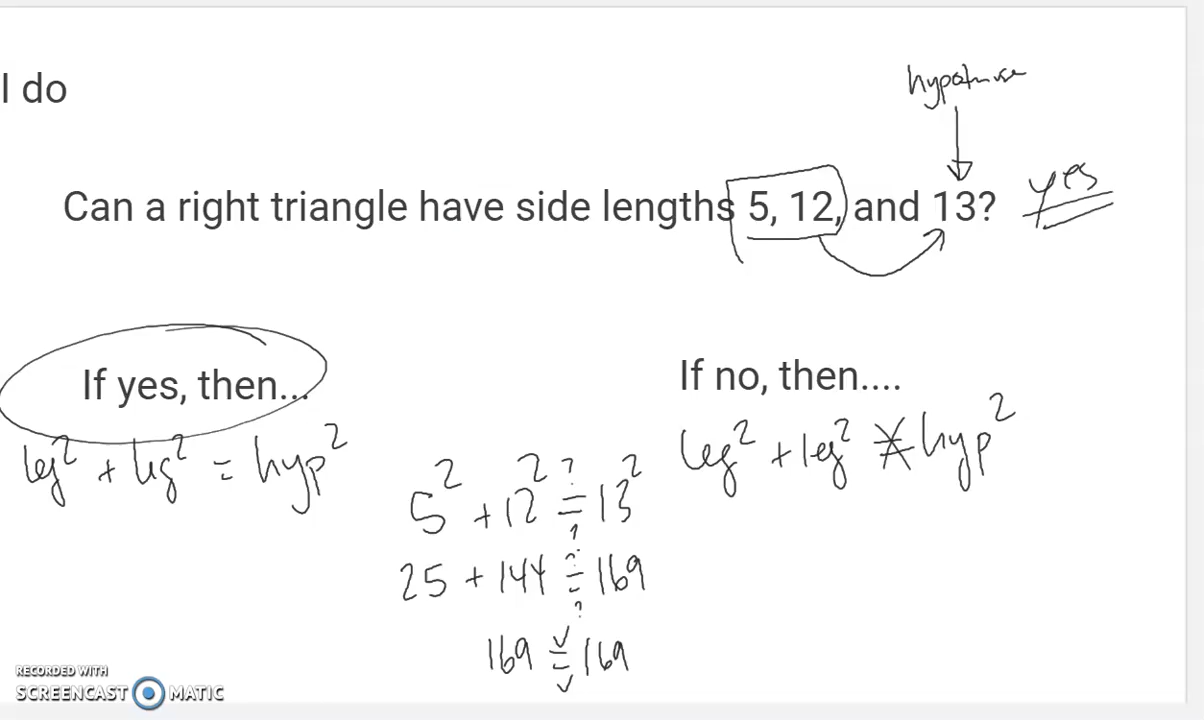 I do
hypotenuse
Can a right triangle have side lengths 5, 12, and 13? yes
If yes, then...
If no, then....
leg² + leg² = hyp²
leg² + leg² ≠ hyp²
5² + 12² ≟ 13²
25 + 144 ≟ 169
169 = 169
RECORDED WITH
SCREENCAST MATIC